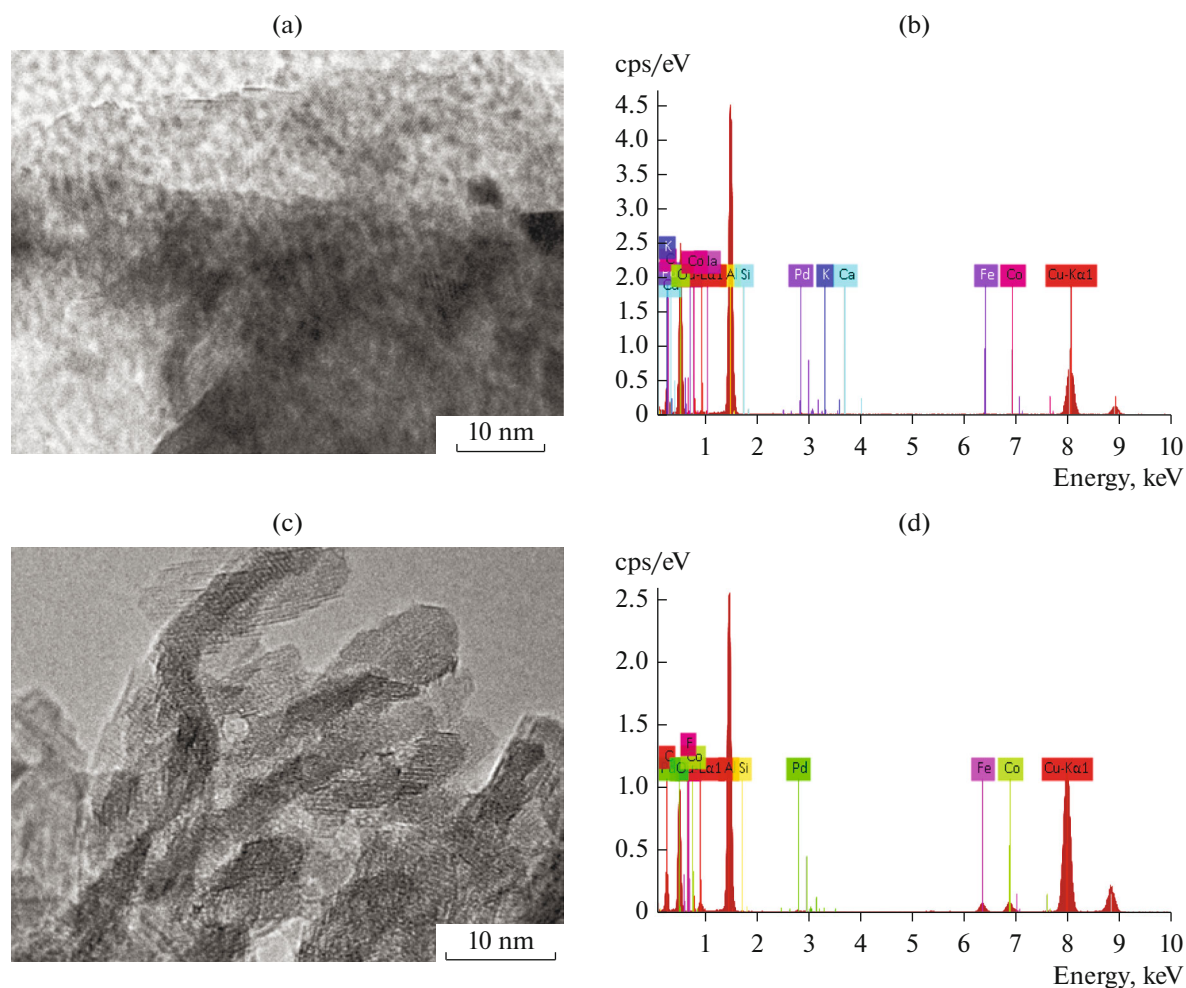 (a)
10 nm
(b)
cps/eV
4.5
4.0
3.5
3.0
2.5
2.0
1.5
1.0
0.5
0
K
Co
Ia
A
Si
Pd
K
Ca
Fe
Co
Cu-Kα1
1 2 3 4 5 6 7 8 9 10
Energy, keV
(c)
10 nm
(d)
cps/eV
2.5
2.0
1.5
1.0
0.5
0
F
Co
A
Si
Pd
Fe
Co
Cu-Kα1
1 2 3 4 5 6 7 8 9 10
Energy, keV